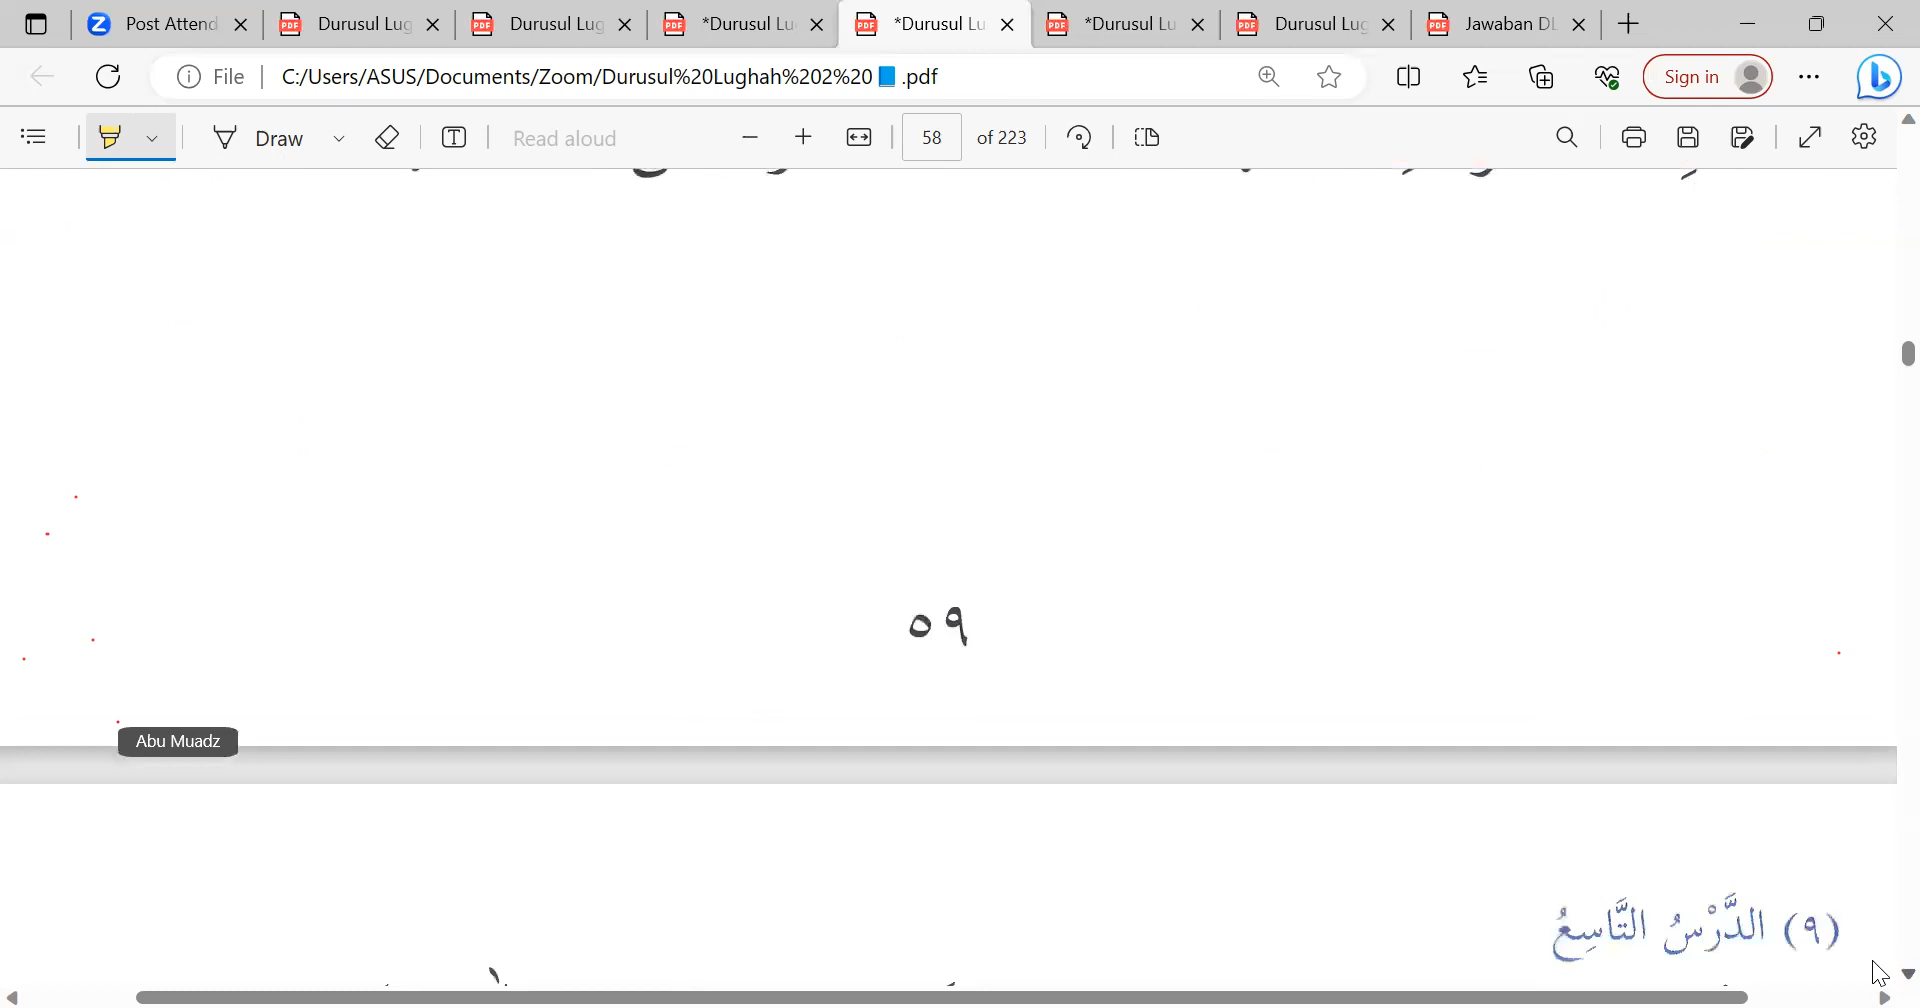 Post Attend
Durusul Lug
Durusul Lug
*Durusul Lu
*Durusul Lu
*Durusul Lu
Durusul Lug
Jawaban DL
File
C:/Users/ASUS/Documents/Zoom/Durusul%20Lughah%202%20📘.pdf
Sign in
Draw
Read aloud
58
of 223
٥٩
Abu Muadz
(٩) الدَّرْسُ التَّاسِعُ